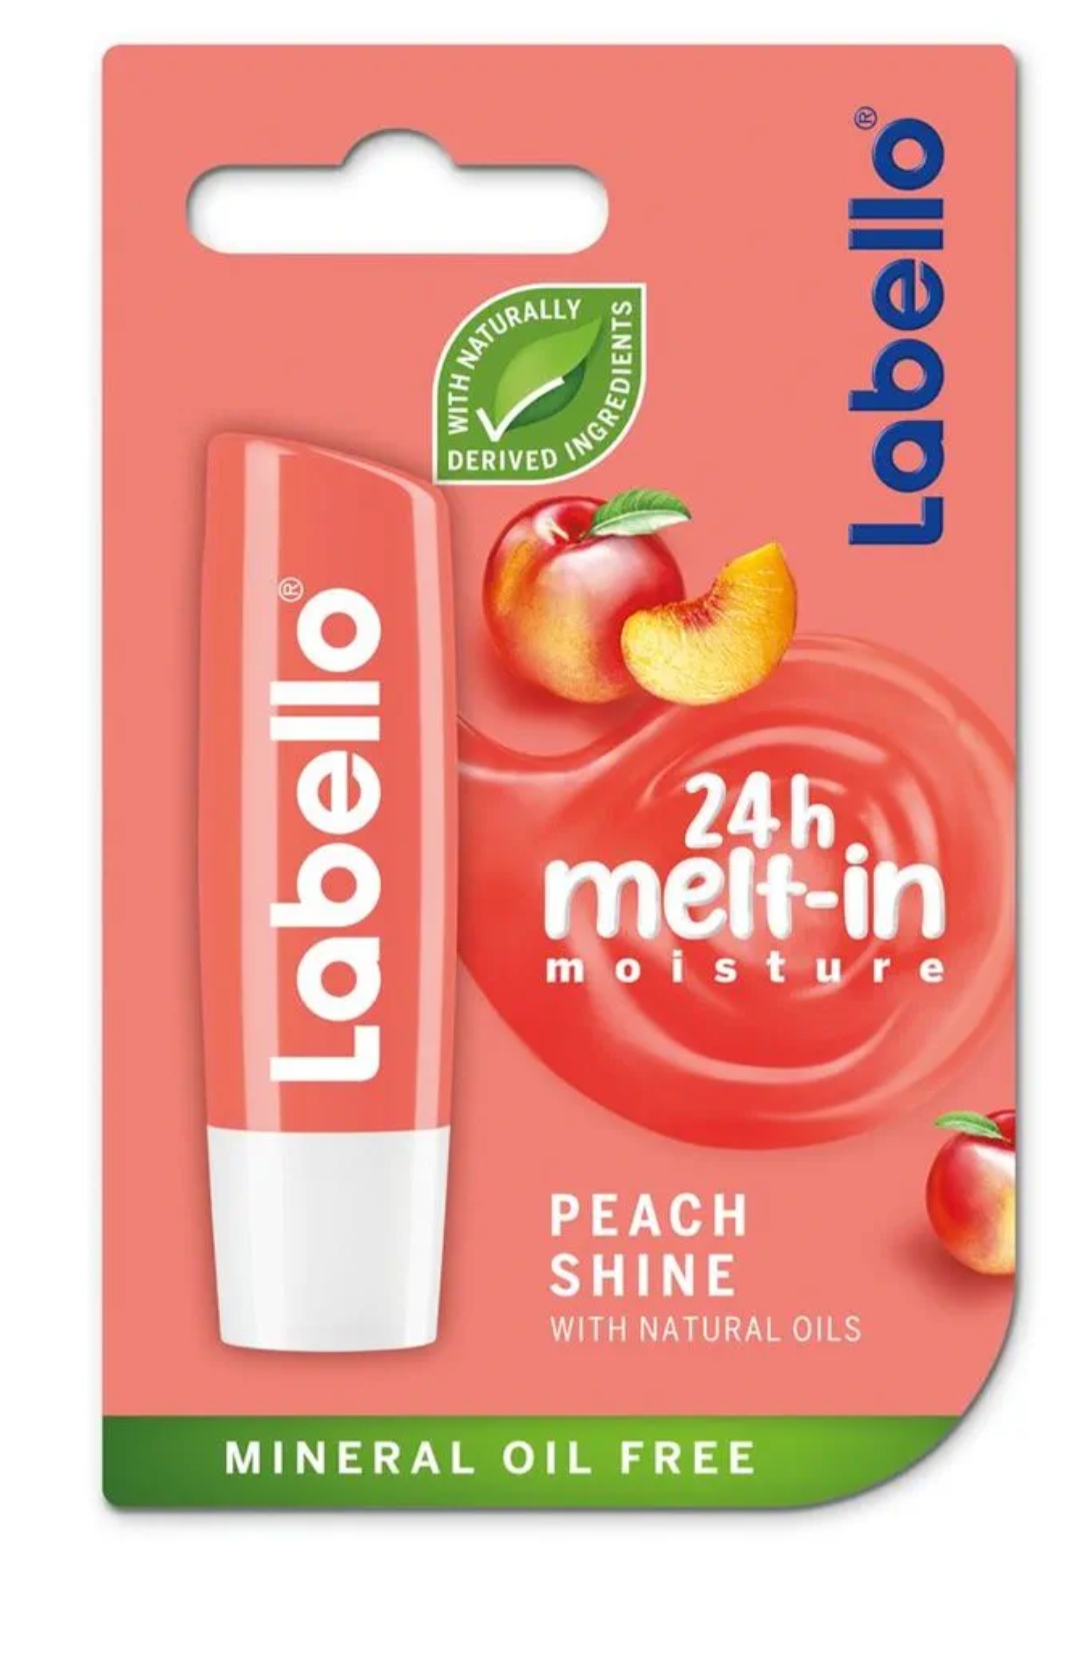 Labello®
WITH NATURALLY
DERIVED INGREDIENTS
Labello®
24h
melt-in
moisture
PEACH
SHINE
WITH NATURAL OILS
MINERAL OIL FREE